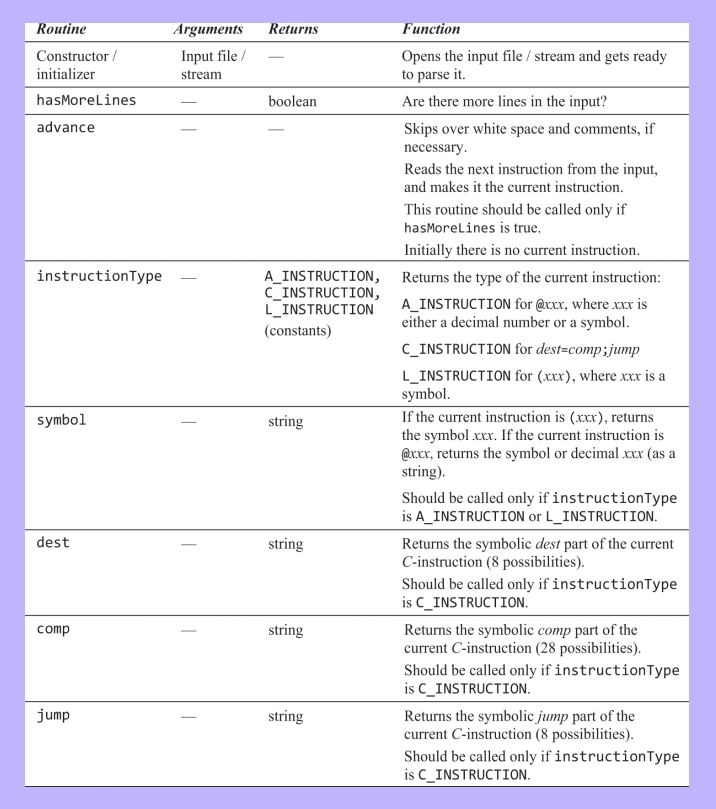 Routine Arguments Returns Function
Constructor / Input file / — Opens the input file / stream and gets ready
initializer stream to parse it.
hasMoreLines — boolean Are there more lines in the input?
advance — — Skips over white space and comments, if
necessary.
Reads the next instruction from the input,
and makes it the current instruction.
This routine should be called only if
hasMoreLines is true.
Initially there is no current instruction.
instructionType — A_INSTRUCTION, Returns the type of the current instruction:
C_INSTRUCTION,
L_INSTRUCTION
(constants)
A_INSTRUCTION for @xxx, where xxx is
either a decimal number or a symbol.
C_INSTRUCTION for dest=comp;jump
L_INSTRUCTION for (xxx), where xxx is a
symbol.
symbol — string If the current instruction is (xxx), returns
the symbol xxx. If the current instruction is
@xxx, returns the symbol or decimal xxx (as a
string).
Should be called only if instructionType
is A_INSTRUCTION or L_INSTRUCTION.
dest — string Returns the symbolic dest part of the current
C-instruction (8 possibilities).
Should be called only if instructionType
is C_INSTRUCTION.
comp — string Returns the symbolic comp part of the
current C-instruction (28 possibilities).
Should be called only if instructionType
is C_INSTRUCTION.
jump — string Returns the symbolic jump part of the
current C-instruction (8 possibilities).
Should be called only if instructionType
is C_INSTRUCTION.